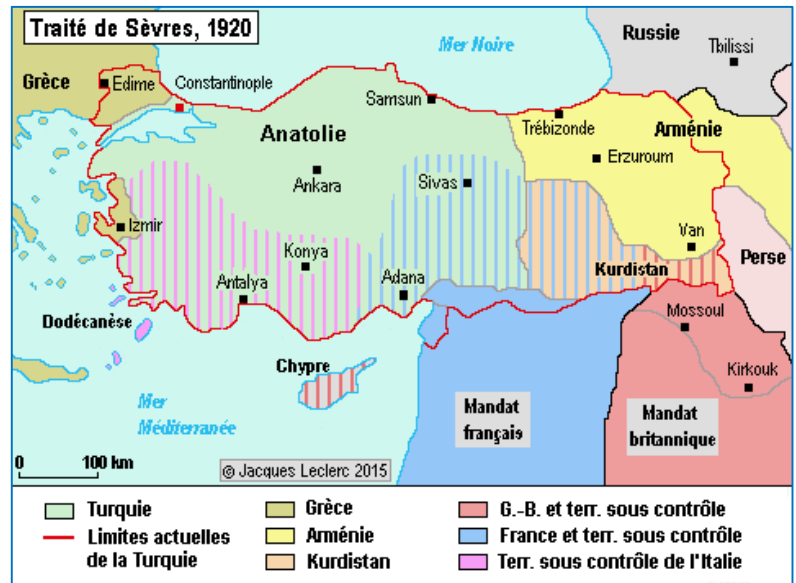 Traité de Sèvres, 1920
Mer Noire
Russie
Tbilissi
Grèce
Edime
Constantinople
Samsun
Trébizonde
Arménie
Anatolie
Erzuroum
Ankara
Sivas
Izmir
Van
Konya
Kurdistan
Perse
Antalya
Adana
Dodécanèse
Mossoul
Chypre
Kirkouk
Mer
Méditerranée
Mandat
français
Mandat
britannique
0 100 km
© Jacques Leclerc 2015
Turquie
Limites actuelles
de la Turquie
Grèce
Arménie
Kurdistan
G.-B. et terr. sous contrôle
France et terr. sous contrôle
Terr. sous contrôle de l'Italie